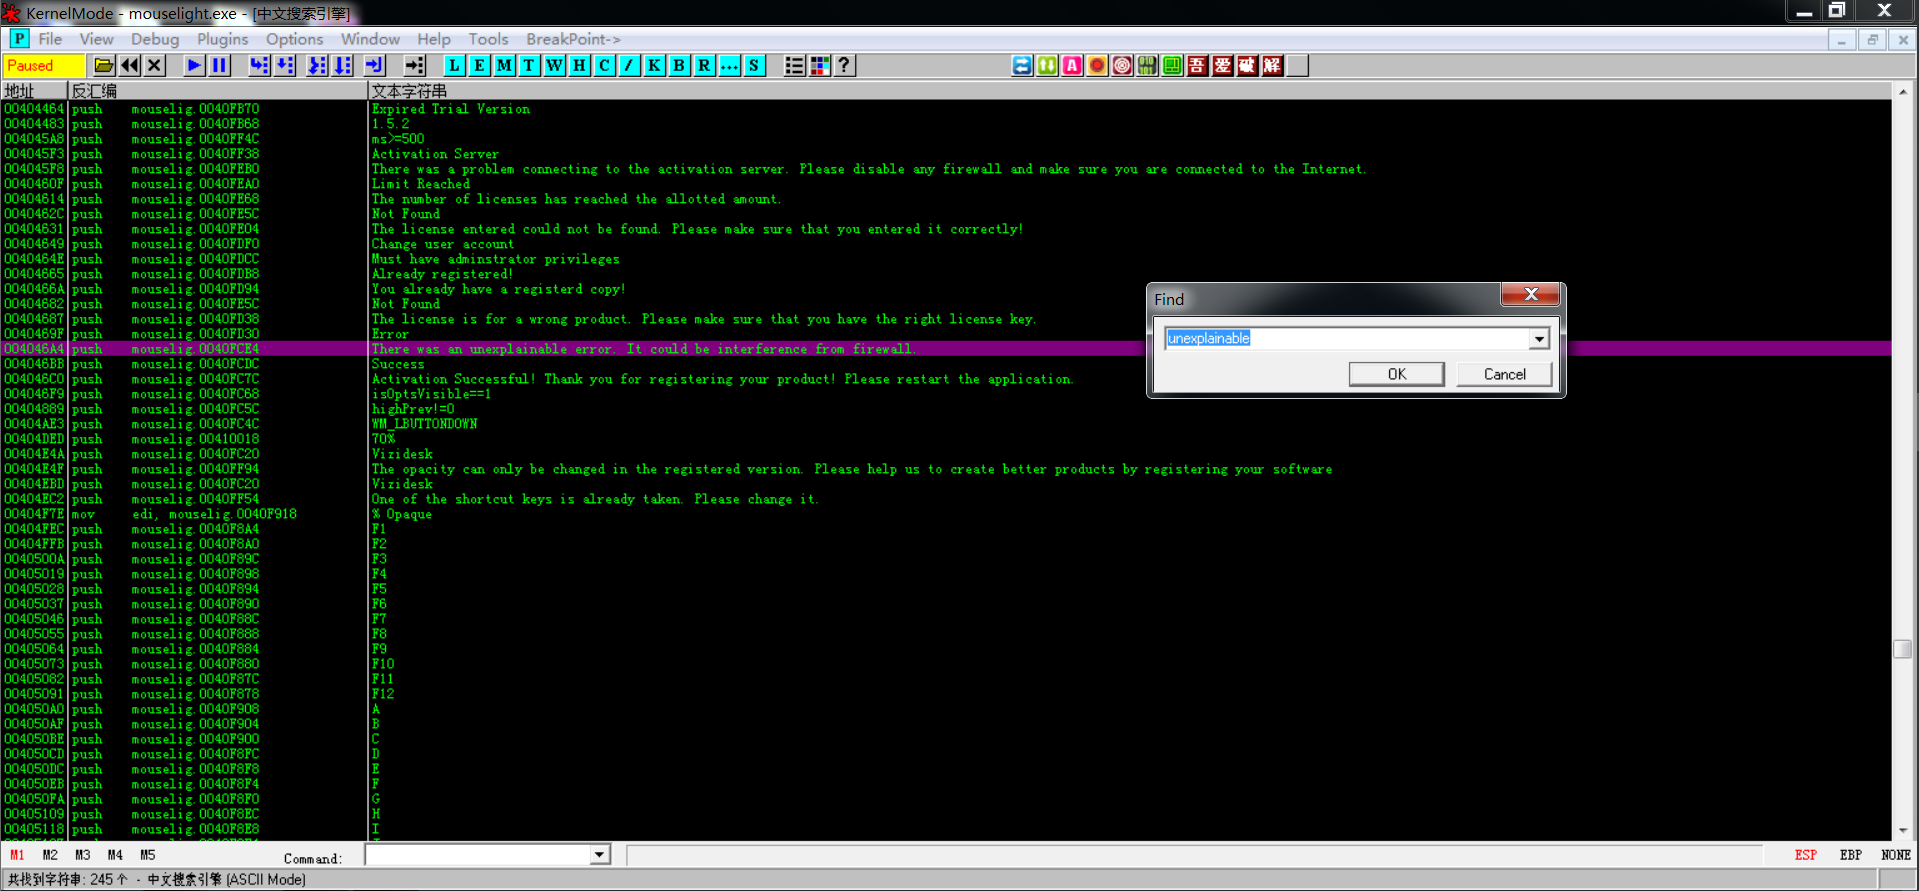 KernelMode - mouselight.exe - [中文搜索引擎]
P File View Debug Plugins Options Window Help Tools BreakPoint->
Paused L E M T W H C / K B R ... S ? A 吾 爱 破 解
地址 反汇编 文本字符串
00404464 push mouselig.0040FB70 Expired Trial Version
00404483 push mouselig.0040FB68 1.5.2
004045A8 push mouselig.0040FF4C ms>=500
004045F3 push mouselig.0040FF38 Activation Server
004045F8 push mouselig.0040FEB0 There was a problem connecting to the activation server. Please disable any firewall and make sure you are connected to the Internet.
0040460F push mouselig.0040FEA0 Limit Reached
00404614 push mouselig.0040FE68 The number of licenses has reached the allotted amount.
0040462C push mouselig.0040FE5C Not Found
00404631 push mouselig.0040FE04 The license entered could not be found. Please make sure that you entered it correctly!
00404649 push mouselig.0040FDF0 Change user account
0040464E push mouselig.0040FDCC Must have adminstrator privileges
00404665 push mouselig.0040FDB8 Already registered!
0040466A push mouselig.0040FD94 You already have a registerd copy!
00404682 push mouselig.0040FE5C Not Found
00404687 push mouselig.0040FD38 The license is for a wrong product. Please make sure that you have the right license key.
0040469F push mouselig.0040FD30 Error
004046A4 push mouselig.0040FCE4 There was an unexplainable error. It could be interference from firewall.
004046BB push mouselig.0040FCDC Success
004046C0 push mouselig.0040FC7C Activation Successful! Thank you for registering your product! Please restart the application.
004046F9 push mouselig.0040FC68 isOptsVisible==1
00404889 push mouselig.0040FC5C highPrev!=0
00404AE3 push mouselig.0040FC4C WM_LBUTTONDOWN
00404DED push mouselig.00410018 70%
00404E4A push mouselig.0040FC20 Vizidesk
00404E4F push mouselig.0040FF94 The opacity can only be changed in the registered version. Please help us to create better products by registering your software
00404EBD push mouselig.0040FC20 Vizidesk
00404EC2 push mouselig.0040FF54 One of the shortcut keys is already taken. Please change it.
00404F7E mov edi, mouselig.0040F918 % Opaque
00404FEC push mouselig.0040F8A4 F1
00404FFB push mouselig.0040F8A0 F2
0040500A push mouselig.0040F89C F3
00405019 push mouselig.0040F898 F4
00405028 push mouselig.0040F894 F5
00405037 push mouselig.0040F890 F6
00405046 push mouselig.0040F88C F7
00405055 push mouselig.0040F888 F8
00405064 push mouselig.0040F884 F9
00405073 push mouselig.0040F880 F10
00405082 push mouselig.0040F87C F11
00405091 push mouselig.0040F878 F12
004050A0 push mouselig.0040F908 A
004050AF push mouselig.0040F904 B
004050BE push mouselig.0040F900 C
004050CD push mouselig.0040F8FC D
004050DC push mouselig.0040F8F8 E
004050EB push mouselig.0040F8F4 F
004050FA push mouselig.0040F8F0 G
00405109 push mouselig.0040F8EC H
00405118 push mouselig.0040F8E8 I
Find
unexplainable
OK Cancel
M1 M2 M3 M4 M5 Command: ESP EBP NONE
共找到字符串: 245 个 - 中文搜索引擎 (ASCII Mode)